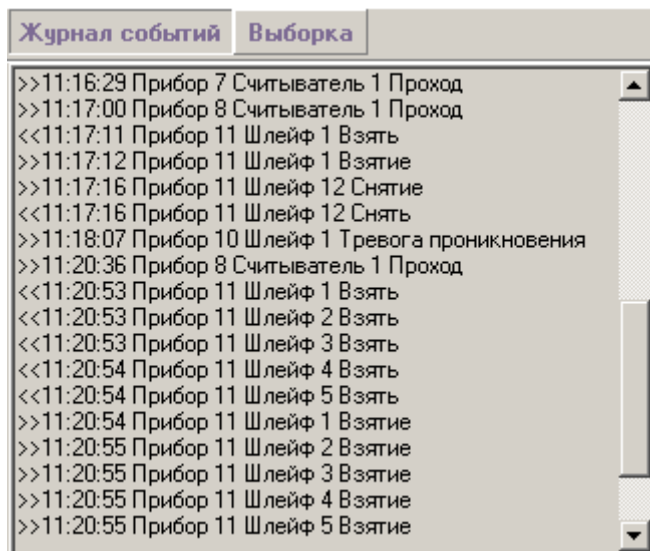 Журнал событий Выборка
>>11:16:29 Прибор 7 Считыватель 1 Проход
>>11:17:00 Прибор 8 Считыватель 1 Проход
<<11:17:11 Прибор 11 Шлейф 1 Взять
>>11:17:12 Прибор 11 Шлейф 1 Взятие
>>11:17:16 Прибор 11 Шлейф 12 Снятие
<<11:17:16 Прибор 11 Шлейф 12 Снять
>>11:18:07 Прибор 10 Шлейф 1 Тревога проникновения
>>11:20:36 Прибор 8 Считыватель 1 Проход
<<11:20:53 Прибор 11 Шлейф 1 Взять
<<11:20:53 Прибор 11 Шлейф 2 Взять
<<11:20:53 Прибор 11 Шлейф 3 Взять
<<11:20:54 Прибор 11 Шлейф 4 Взять
<<11:20:54 Прибор 11 Шлейф 5 Взять
>>11:20:54 Прибор 11 Шлейф 1 Взятие
>>11:20:55 Прибор 11 Шлейф 2 Взятие
>>11:20:55 Прибор 11 Шлейф 3 Взятие
>>11:20:55 Прибор 11 Шлейф 4 Взятие
>>11:20:55 Прибор 11 Шлейф 5 Взятие